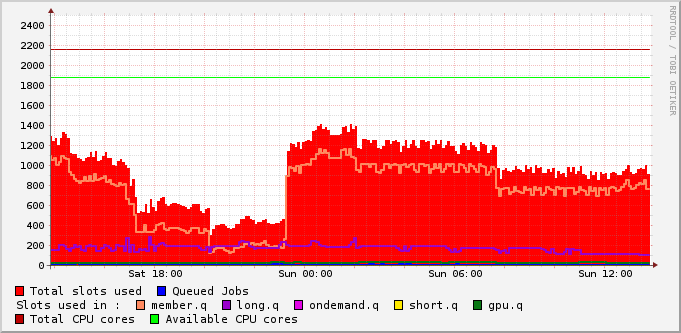 RRDTOOL / TOBI OETIKER
2400
2200
2000
1800
1600
1400
1200
1000
800
600
400
200
0
Sat 18:00 Sun 00:00 Sun 06:00 Sun 12:00
Total slots used Queued Jobs
Slots used in : member.q long.q ondemand.q short.q gpu.q
Total CPU cores Available CPU cores